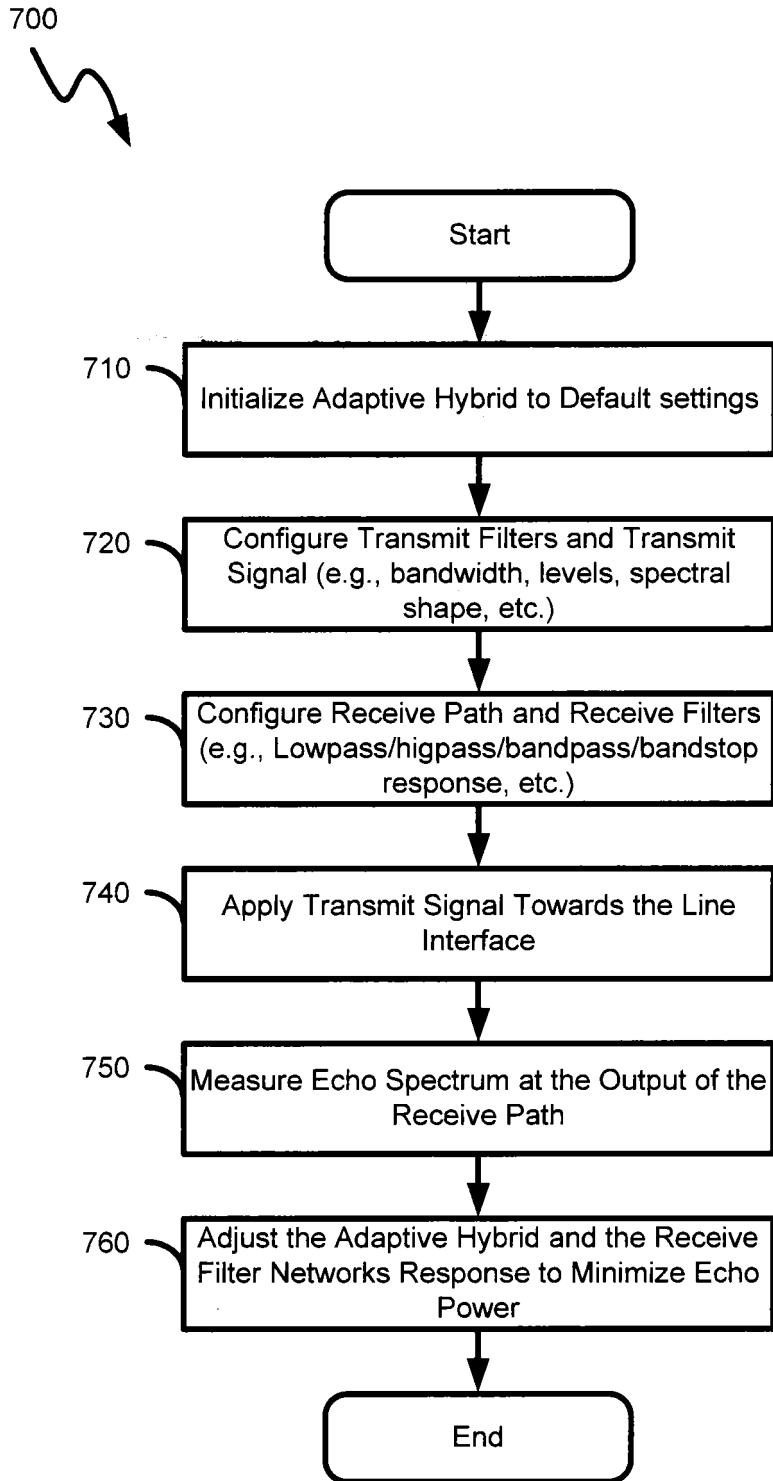 700
Start
710
Initialize Adaptive Hybrid to Default settings
720
Configure Transmit Filters and Transmit
Signal (e.g., bandwidth, levels, spectral
shape, etc.)
730
Configure Receive Path and Receive Filters
(e.g., Lowpass/higpass/bandpass/bandstop
response, etc.)
740
Apply Transmit Signal Towards the Line
Interface
750
Measure Echo Spectrum at the Output of the
Receive Path
760
Adjust the Adaptive Hybrid and the Receive
Filter Networks Response to Minimize Echo
Power
End